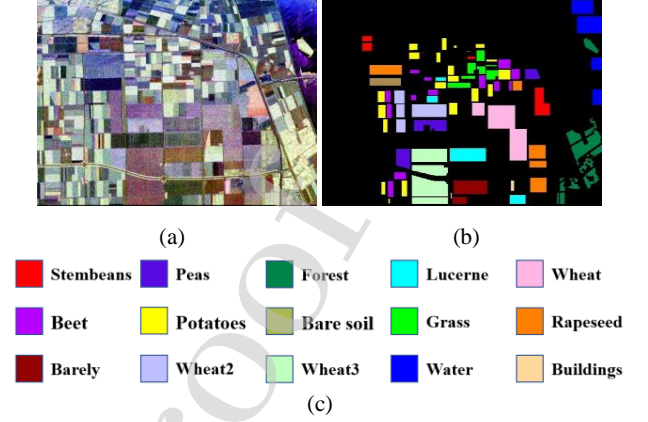 (a) (b)
Stembeans Peas Forest Lucerne Wheat
Beet Potatoes Bare soil Grass Rapeseed
Barely Wheat2 Wheat3 Water Buildings
(c)